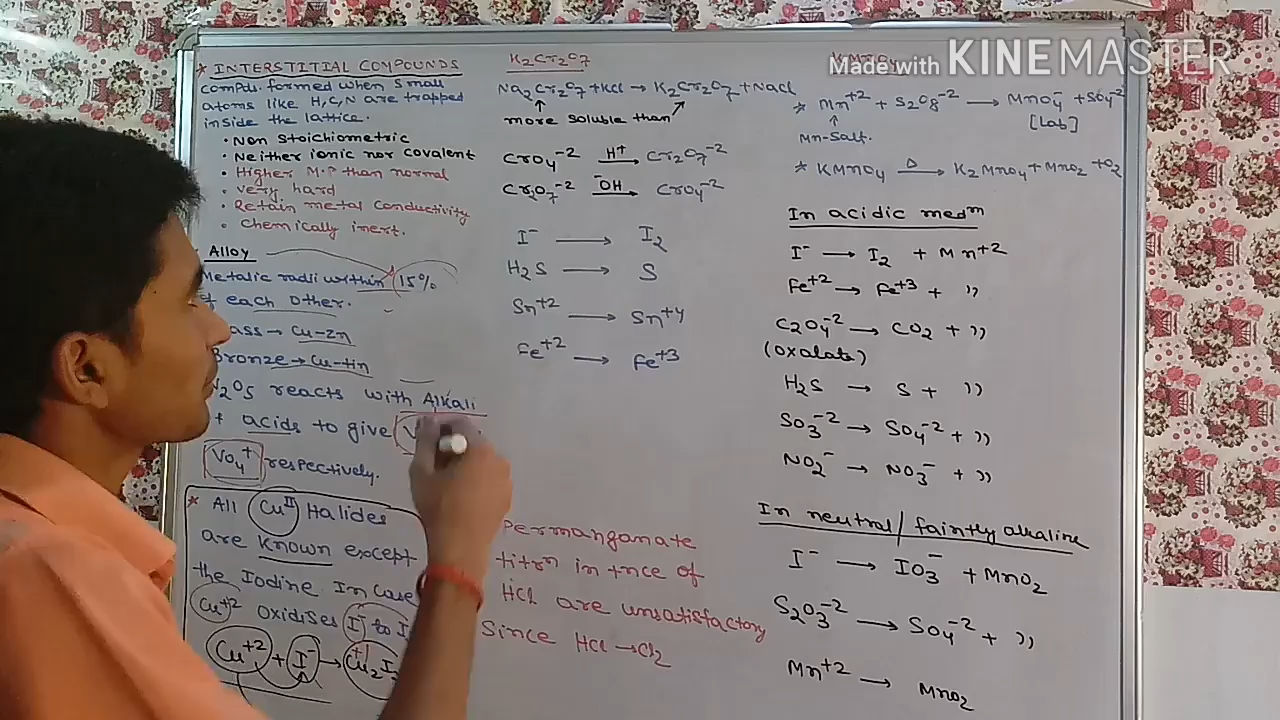 Made with KINEMASTER
* INTERSTITIAL COMPOUNDS
Compds. formed when Small
atoms like H,C,N are trapped
inside the lattice.
• Non stoichiometric
• Neither ionic nor covalent
• Higher M.P than normal
• very hard
• Retain metal conductivity
• Chemically inert.
Alloy
Metalic radii within 15%
of each other.
Cu-Zn
Bronze → Cu-tin
reacts with Alkali
acids to give
VO₄⁺ respectively.
* All Cuᴵᴵ Halides
are known except
the Iodine In case
Cu⁺² oxidises I⁻ to
Cu⁺² + I⁻ → Cu₂I₂
K₂Cr₂O₇
Na₂Cr₂O₇ + KCl → K₂Cr₂O₇ + NaCl
more soluble than
CrO₄⁻² H⁺→ Cr₂O₇⁻²
Cr₂O₇⁻² ⁻OH→ CrO₄⁻²
I⁻ → I₂
H₂S → S
Sn⁺² → Sn⁺⁴
Fe⁺² → Fe⁺³
Permanganate
titrn in tnce of
HCl are unsatisfactory
Since HCl → Cl₂
* Mn⁺² + S₂O₈⁻² → MnO₄⁻ + SO₄⁻²
Mn-Salt. [Lab]
* KMnO₄ Δ→ K₂MnO₄ + MnO₂ + O₂
In acidic medm
I⁻ → I₂ + Mn⁺²
Fe⁺² → Fe⁺³ + ,,
C₂O₄⁻² → CO₂ + ,,
(oxalate)
H₂S → S + ,,
SO₃⁻² → SO₄⁻² + ,,
NO₂⁻ → NO₃⁻ + ,,
In neutral/faintly alkaline
I⁻ → IO₃⁻ + MnO₂
S₂O₃⁻² → SO₄⁻² + ,,
Mn⁺² → MnO₂